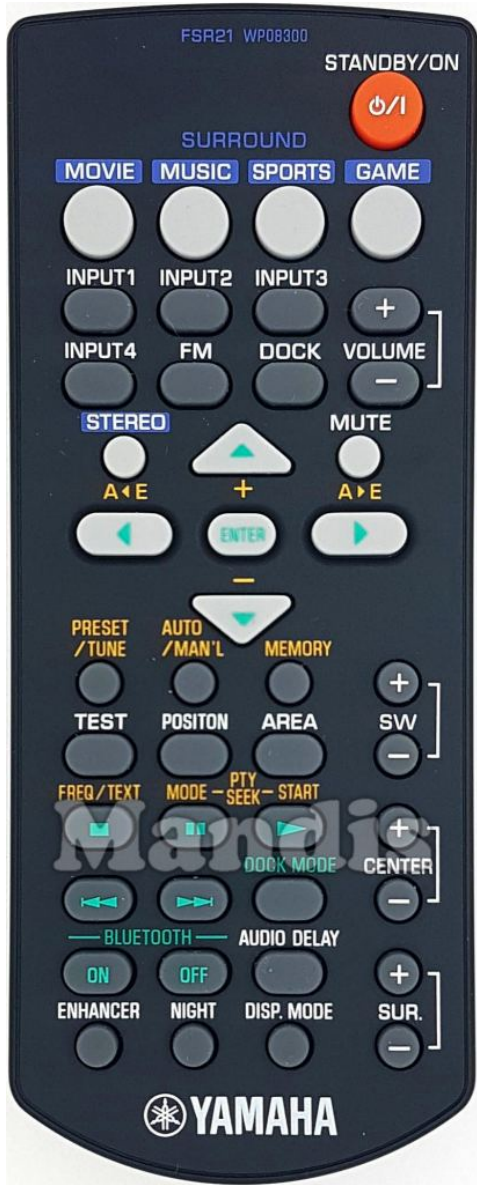 FSR21 WP08300
STANDBY/ON
⏻/I
SURROUND
MOVIE MUSIC SPORTS GAME
INPUT1 INPUT2 INPUT3
+
INPUT4 FM DOCK VOLUME
−
STEREO MUTE
A◂E + A▸E
ENTER
−
PRESET
/TUNE
AUTO
/MAN'L
MEMORY
+
TEST POSITON AREA SW
−
FREQ/TEXT MODE – PTY SEEK – START
Mandis
+
DOCK MODE CENTER
−
BLUETOOTH AUDIO DELAY
ON OFF +
ENHANCER NIGHT DISP. MODE SUR.
−
YAMAHA